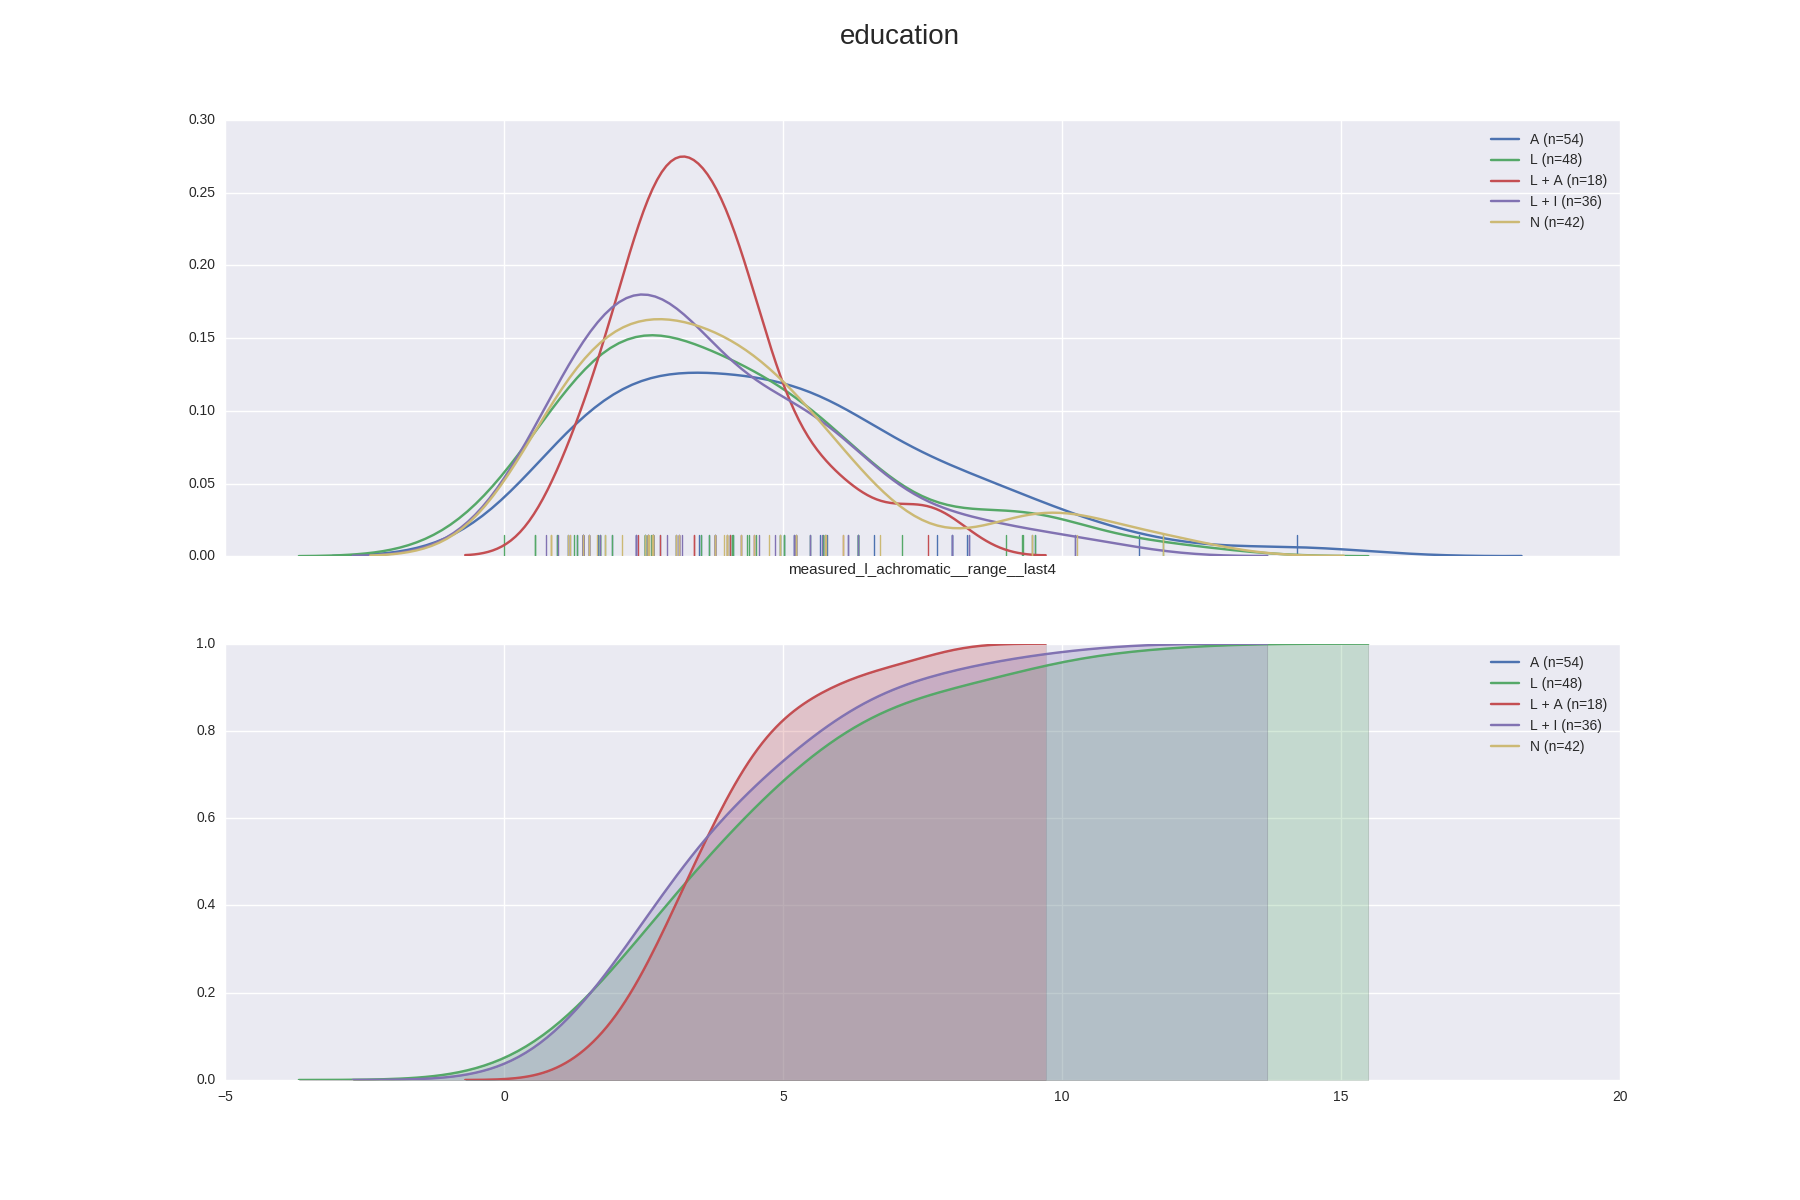 education
0.30
0.25
0.20
0.15
0.10
0.05
0.00
A (n=54)
L (n=48)
L + A (n=18)
L + I (n=36)
N (n=42)
measured_l_achromatic__range__last4
1.0
0.8
0.6
0.4
0.2
0.0
A (n=54)
L (n=48)
L + A (n=18)
L + I (n=36)
N (n=42)
−5 0 5 10 15 20